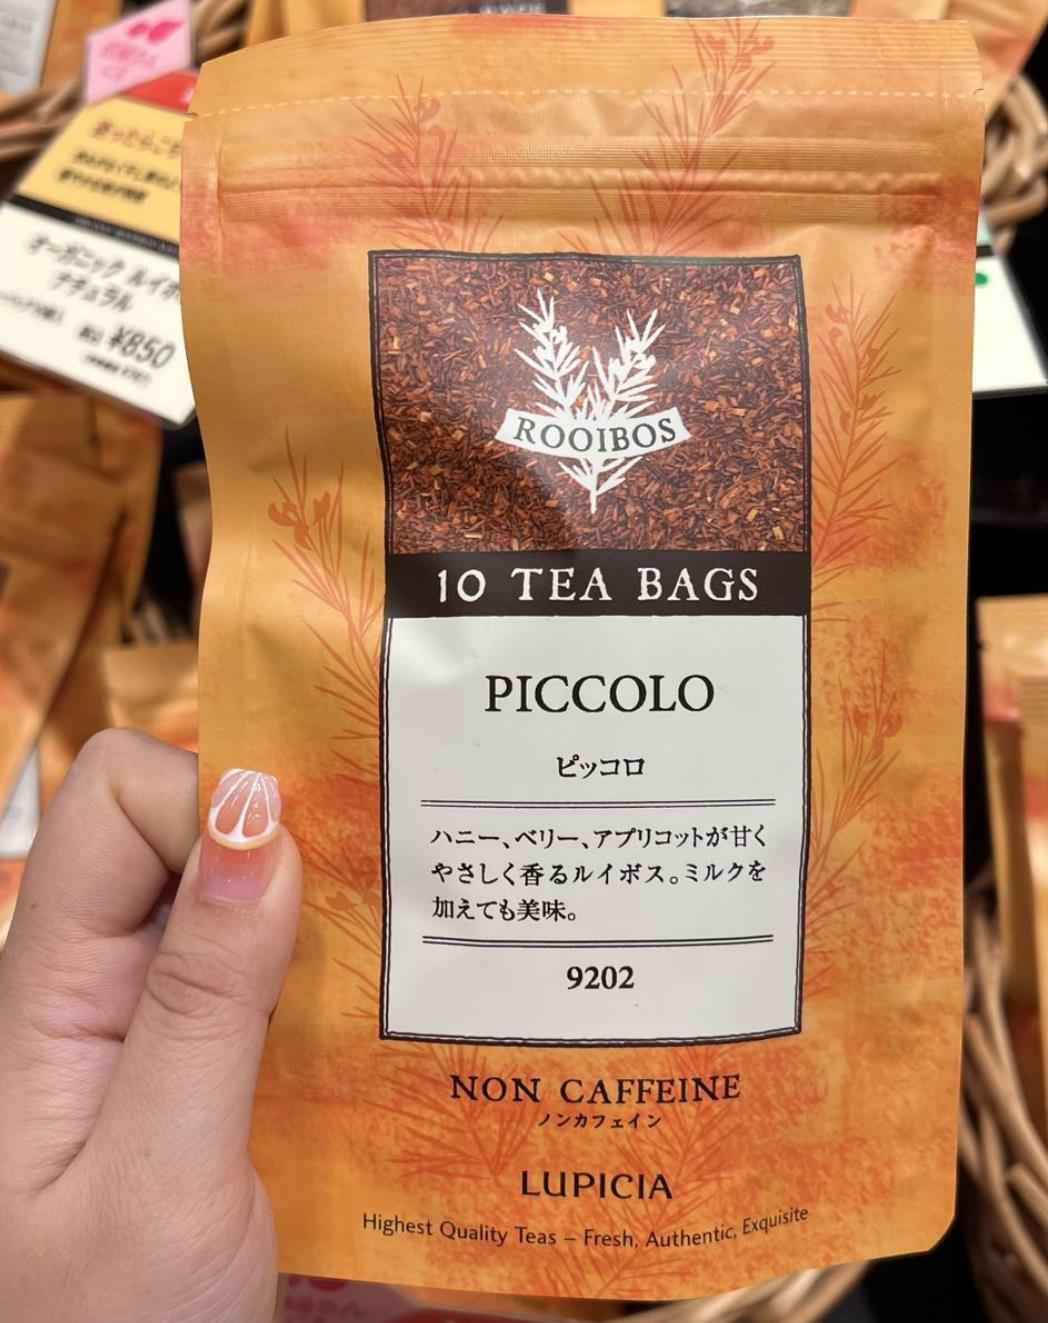 オーガニック ルイボ
ナチュラル
¥850
ROOIBOS
10 TEA BAGS
PICCOLO
ピッコロ
ハニー、ベリー、アプリコットが甘く
やさしく香るルイボス。ミルクを
加えても美味。
9202
NON CAFFEINE
ノンカフェイン
LUPICIA
Highest Quality Teas – Fresh, Authentic, Exquisite